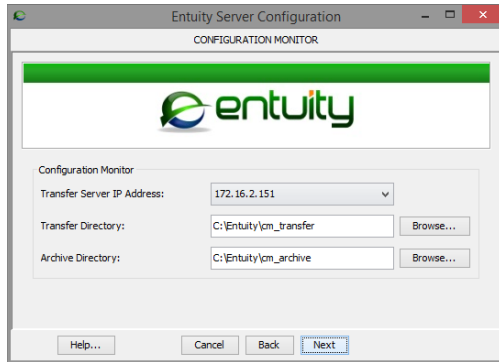 Entuity Server Configuration
CONFIGURATION MONITOR
entuity
Configuration Monitor
Transfer Server IP Address: 172.16.2.151
Transfer Directory: C:\Entuity\cm_transfer Browse...
Archive Directory: C:\Entuity\cm_archive Browse...
Help... Cancel Back Next